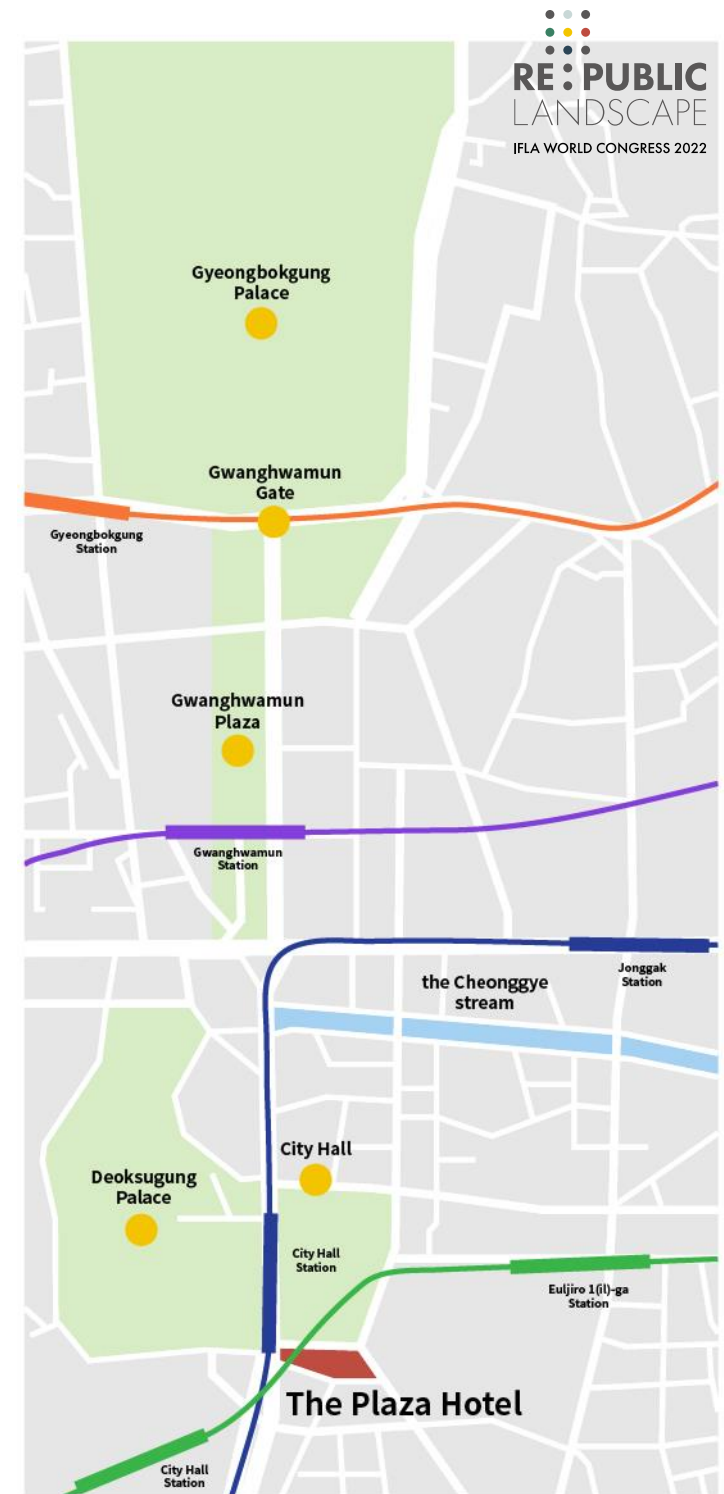 RE:PUBLIC
LANDSCAPE
IFLA WORLD CONGRESS 2022
Gyeongbokgung
Palace
Gwanghwamun
Gate
Gyeongbokgung
Station
Gwanghwamun
Plaza
Gwanghwamun
Station
Jonggak
Station
the Cheonggye
stream
City Hall
Deoksugung
Palace
City Hall
Station
Euljiro 1(il)-ga
Station
The Plaza Hotel
City Hall
Station